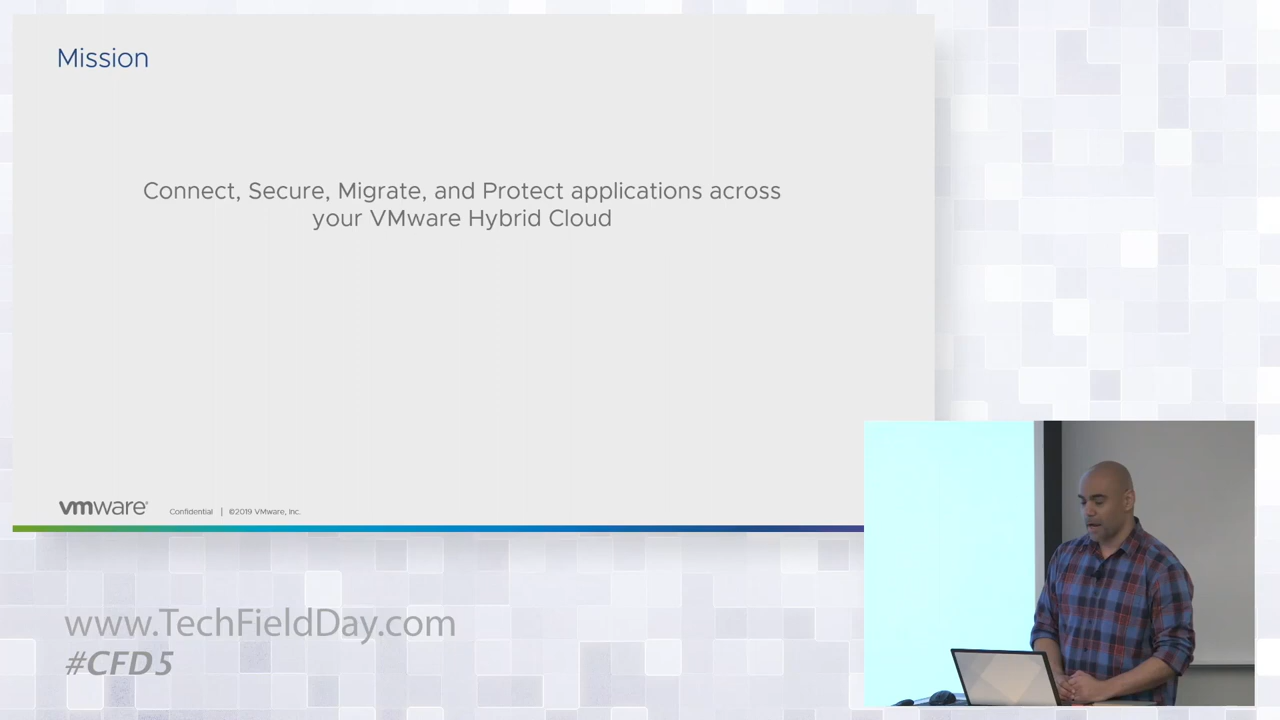 Mission
Connect, Secure, Migrate, and Protect applications across
your VMware Hybrid Cloud
vmware® Confidential | ©2019 VMware, Inc.
www.TechFieldDay.com
#CFD5